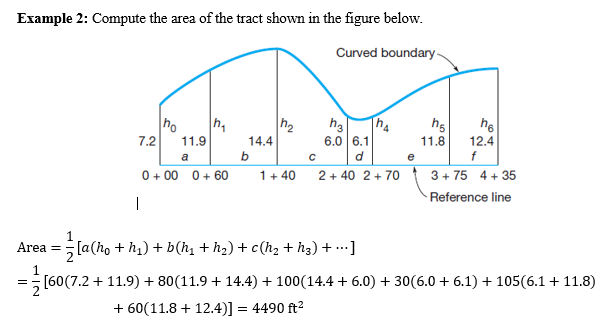 Example 2: Compute the area of the tract shown in the figure below.
Curved boundary
h₀ h₁ h₂ h₃ h₄ h₅ h₆
7.2 11.9 14.4 6.0 6.1 11.8 12.4
a b c d e f
0 + 00 0 + 60 1 + 40 2 + 40 2 + 70 3 + 75 4 + 35
Reference line
Area = 1/2 [a(hₒ + h₁) + b(h₁ + h₂) + c(h₂ + h₃) + ⋯]
= 1/2 [60(7.2 + 11.9) + 80(11.9 + 14.4) + 100(14.4 + 6.0) + 30(6.0 + 6.1) + 105(6.1 + 11.8)
+ 60(11.8 + 12.4)] = 4490 ft²